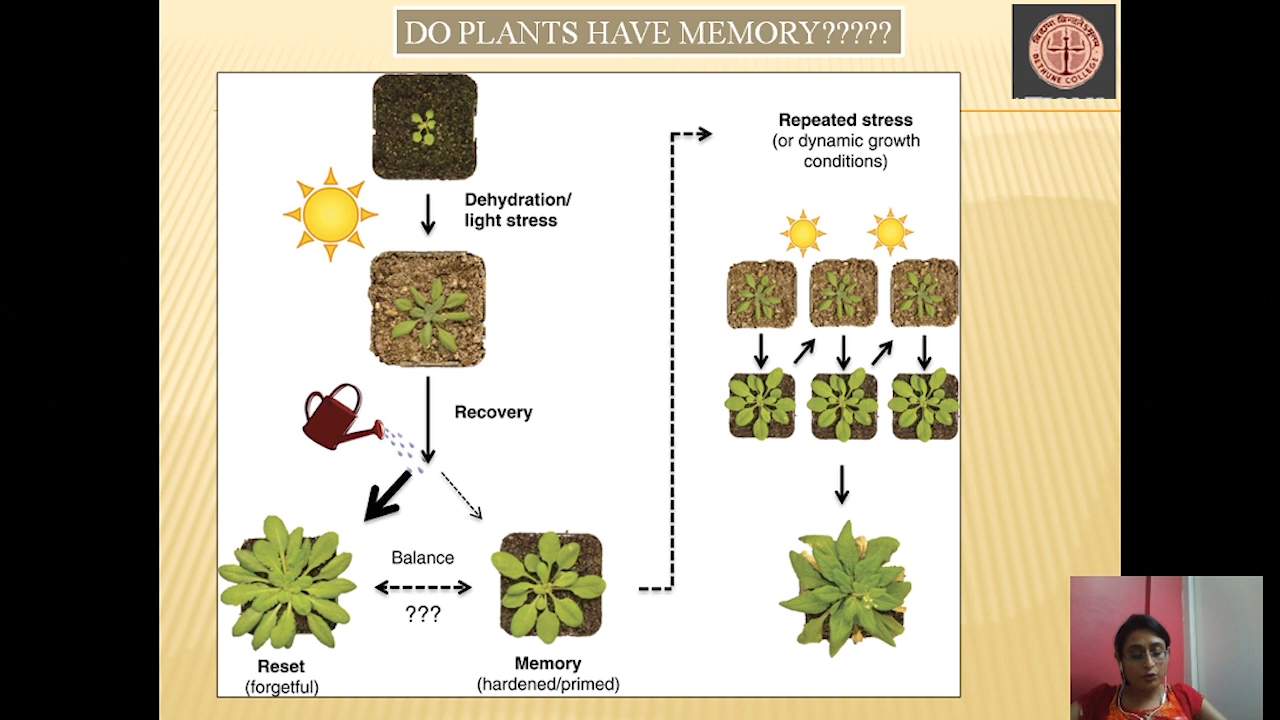 DO PLANTS HAVE MEMORY?????
BETHUNE COLLEGE
Dehydration/
light stress
Recovery
Balance
???
Reset
(forgetful)
Memory
(hardened/primed)
Repeated stress
(or dynamic growth
conditions)